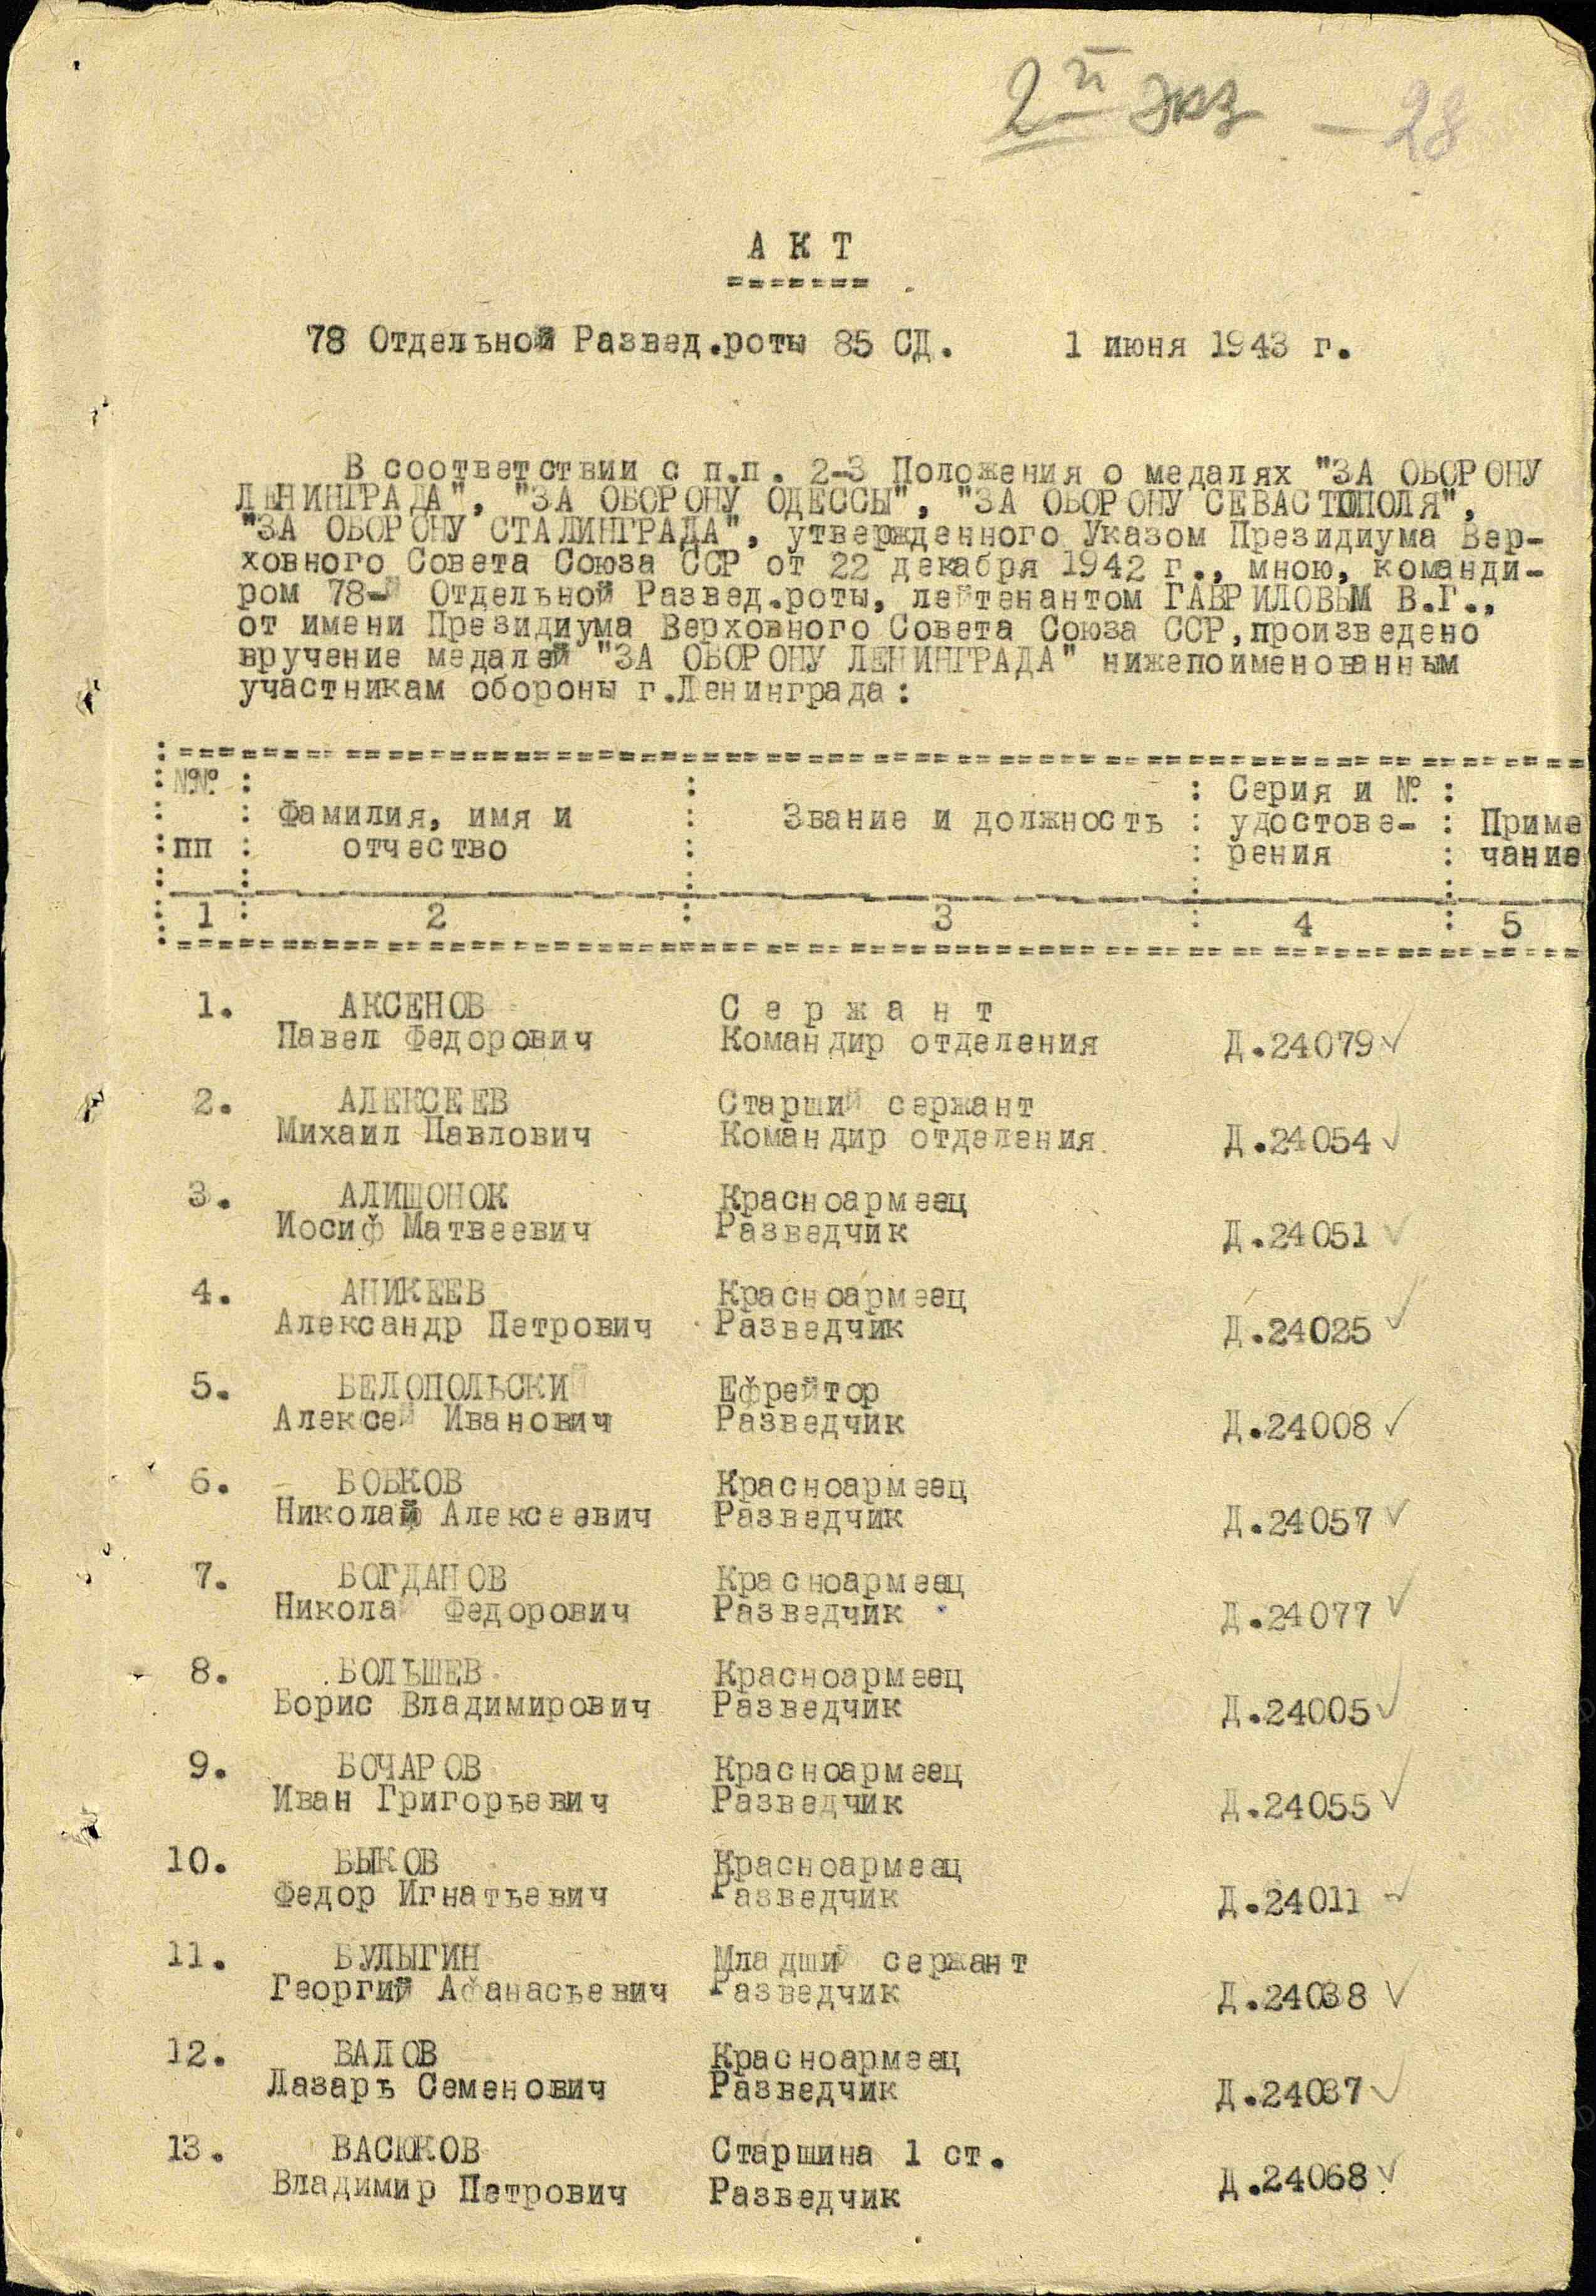 2й экз — 28
АКТ
78 Отдельной Развед.роты 85 СД. 1 июня 1943 г.
В соответствии с п.п. 2-3 Положения о медалях "ЗА ОБОРОНУ
ЛЕНИНГРАДА", "ЗА ОБОРОНУ ОДЕССЫ", "ЗА ОБОРОНУ СЕВАСТОПОЛЯ",
"ЗА ОБОРОНУ СТАЛИНГРАДА", утвержденного Указом Президиума Вер-
ховного Совета Союза ССР от 22 декабря 1942 г., мною, команди-
ром 78-й Отдельной Развед.роты, лейтенантом ГАВРИЛОВЫМ В.Г.,
от имени Президиума Верховного Совета Союза ССР,произведено
вручение медалей "ЗА ОБОРОНУ ЛЕНИНГРАДА" нижепоименованным
участникам обороны г.Ленинграда:
№№ Серия и №
Фамилия, имя и Звание и должность удостове- Приме
пп отчество рения чание
1 2 3 4 5
1. АКСЕНОВ Сержант
Павел Федорович Командир отделения Д.24079
2. АЛЕКСЕЕВ Старший сержант
Михаил Павлович Командир отделения Д.24054
3. АЛИШОНОК Красноармеец
Иосиф Матвеевич Разведчик Д.24051
4. АНИКЕЕВ Красноармеец
Александр Петрович Разведчик Д.24025
5. БЕЛОПОЛЬСКИЙ Ефрейтор
Алексей Иванович Разведчик Д.24008
6. БОБКОВ Красноармеец
Николай Алексеевич Разведчик Д.24057
7. БОГДАНОВ Красноармеец
Николай Федорович Разведчик Д.24077
8. БОЛЬШЕВ Красноармеец
Борис Владимирович Разведчик Д.24005
9. БОЧАРОВ Красноармеец
Иван Григорьевич Разведчик Д.24055
10. БЫКОВ Красноармеец
Федор Игнатьевич Разведчик Д.24011
11. БУЛЫГИН Младший сержант
Георгий Афанасьевич Разведчик Д.24038
12. ВАЛОВ Красноармеец
Лазарь Семенович Разведчик Д.24037
13. ВАСЮКОВ Старшина 1 ст.
Владимир Петрович Разведчик Д.24068